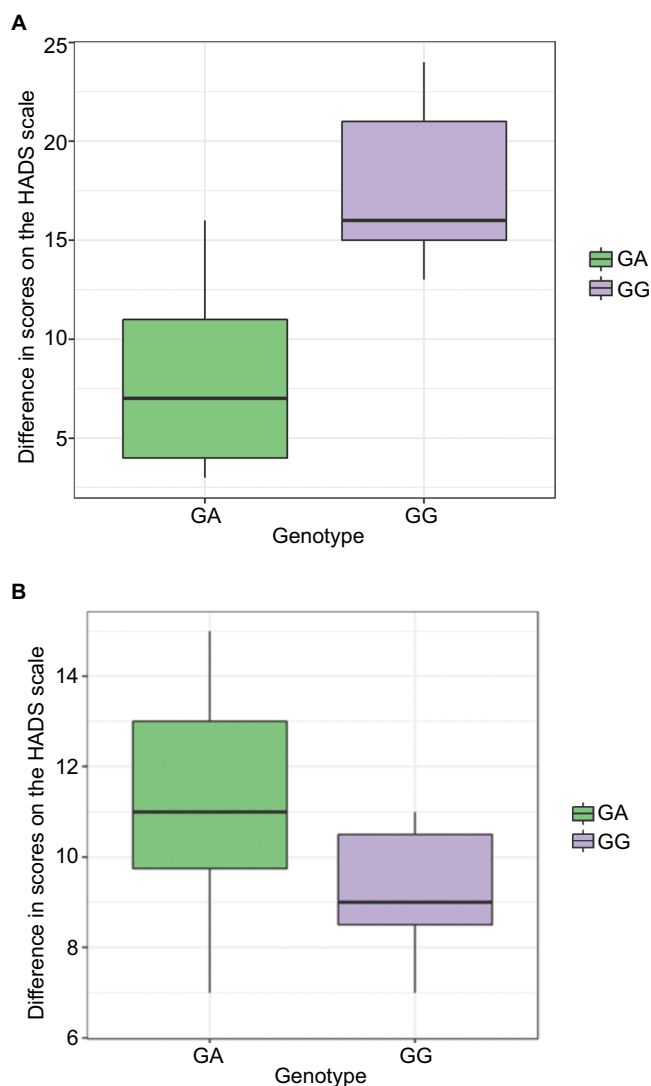 A
Difference in scores on the HADS scale
25
20
15
10
5
GA
GG
Genotype
GA
GG
B
Difference in scores on the HADS scale
14
12
10
8
6
GA
GG
Genotype
GA
GG